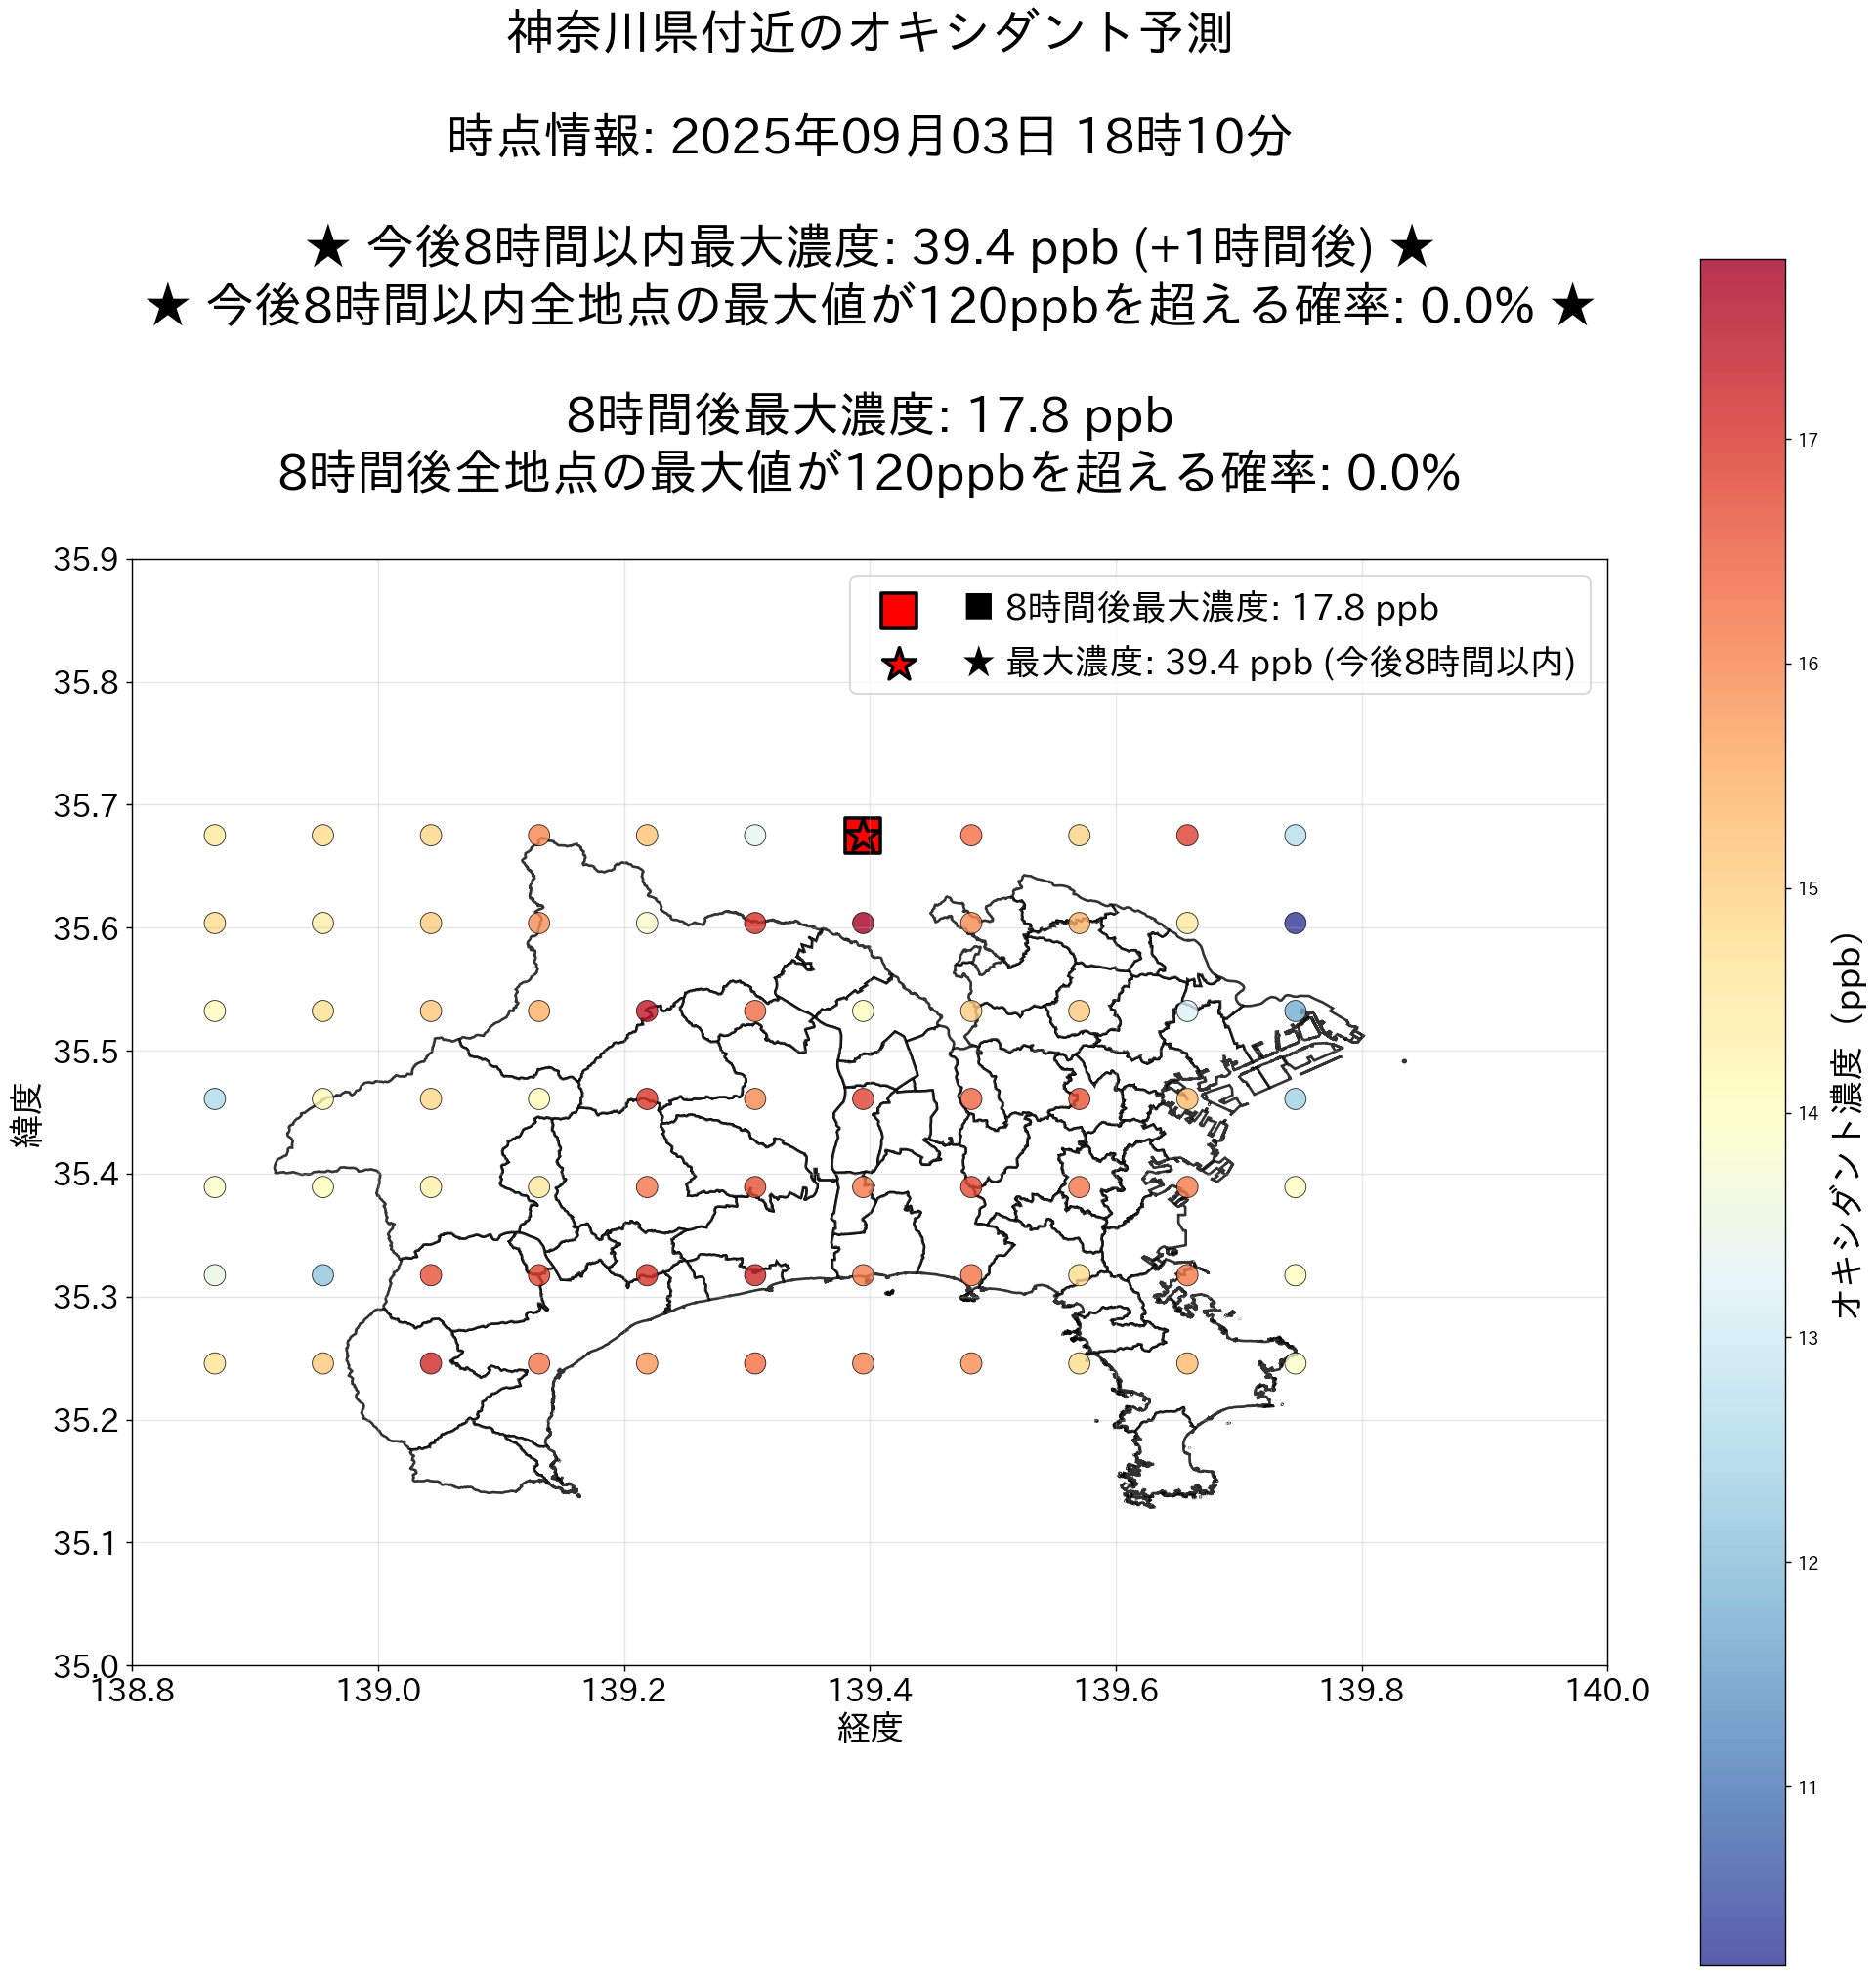 神奈川県付近のオキシダント予測
時点情報: 2025年09月03日 18時10分
★ 今後8時間以内最大濃度: 39.4 ppb (+1時間後) ★
★ 今後8時間以内全地点の最大値が120ppbを超える確率: 0.0% ★
8時間後最大濃度: 17.8 ppb
8時間後全地点の最大値が120ppbを超える確率: 0.0%
■ 8時間後最大濃度: 17.8 ppb
★ 最大濃度: 39.4 ppb (今後8時間以内)
35.9
35.8
35.7
35.6
35.5
35.4
35.3
35.2
35.1
35.0
緯度
138.8
139.0
139.2
139.4
139.6
139.8
140.0
経度
17
16
15
14
13
12
11
オキシダント濃度（ppb）